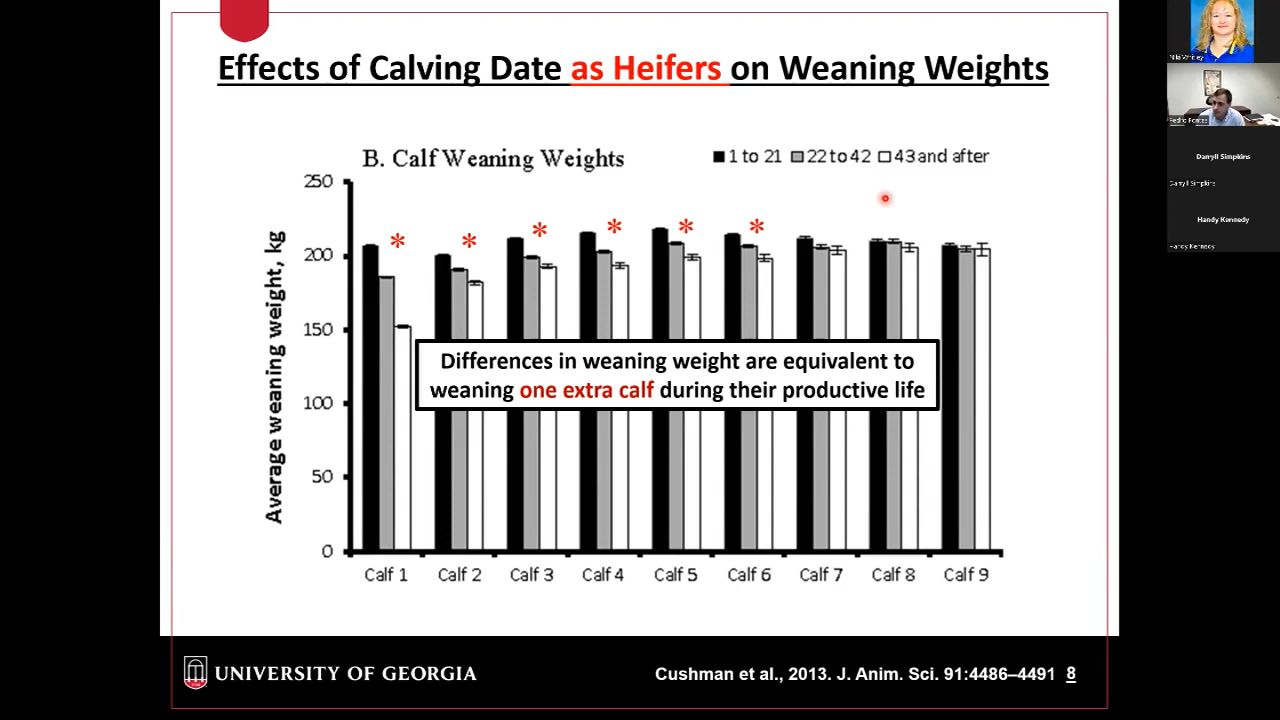 Effects of Calving Date as Heifers on Weaning Weights
B. Calf Weaning Weights
1 to 21 22 to 42 43 and after
Average weaning weight, kg
250
200
150
100
50
0
* * * * * *
Differences in weaning weight are equivalent to
weaning one extra calf during their productive life
Calf 1 Calf 2 Calf 3 Calf 4 Calf 5 Calf 6 Calf 7 Calf 8 Calf 9
UNIVERSITY OF GEORGIA
Cushman et al., 2013. J. Anim. Sci. 91:4486–4491 8
Darryll Simpkins
Darryll Simpkins
Handy Kennedy
Handy Kennedy